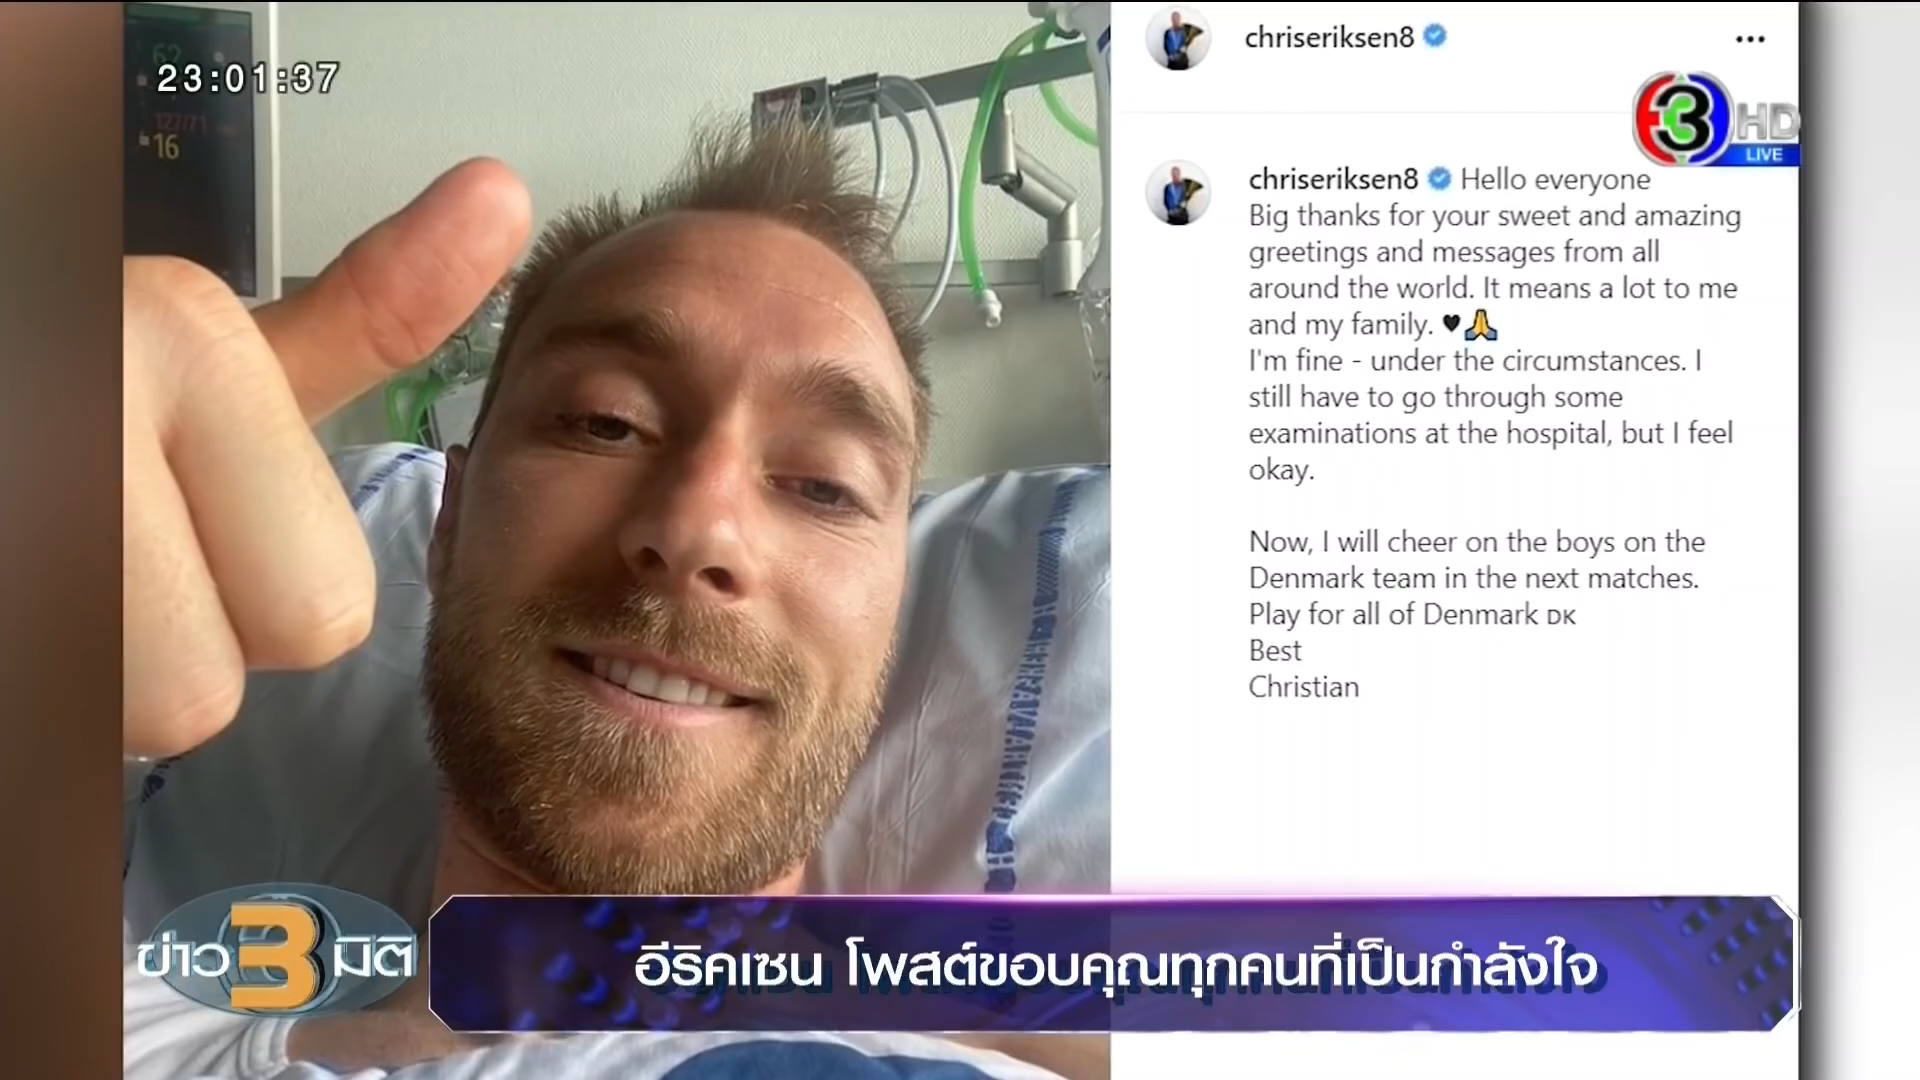 62
23:01:37
127/71
16
chriseriksen8
3 HD
LIVE
chriseriksen8 Hello everyone
Big thanks for your sweet and amazing
greetings and messages from all
around the world. It means a lot to me
and my family. ♥🙏
I'm fine - under the circumstances. I
still have to go through some
examinations at the hospital, but I feel
okay.
Now, I will cheer on the boys on the
Denmark team in the next matches.
Play for all of Denmark DK
Best
Christian
ข่าว 3 มิติ
อีริคเซน โพสต์ขอบคุณทุกคนที่เป็นกำลังใจ